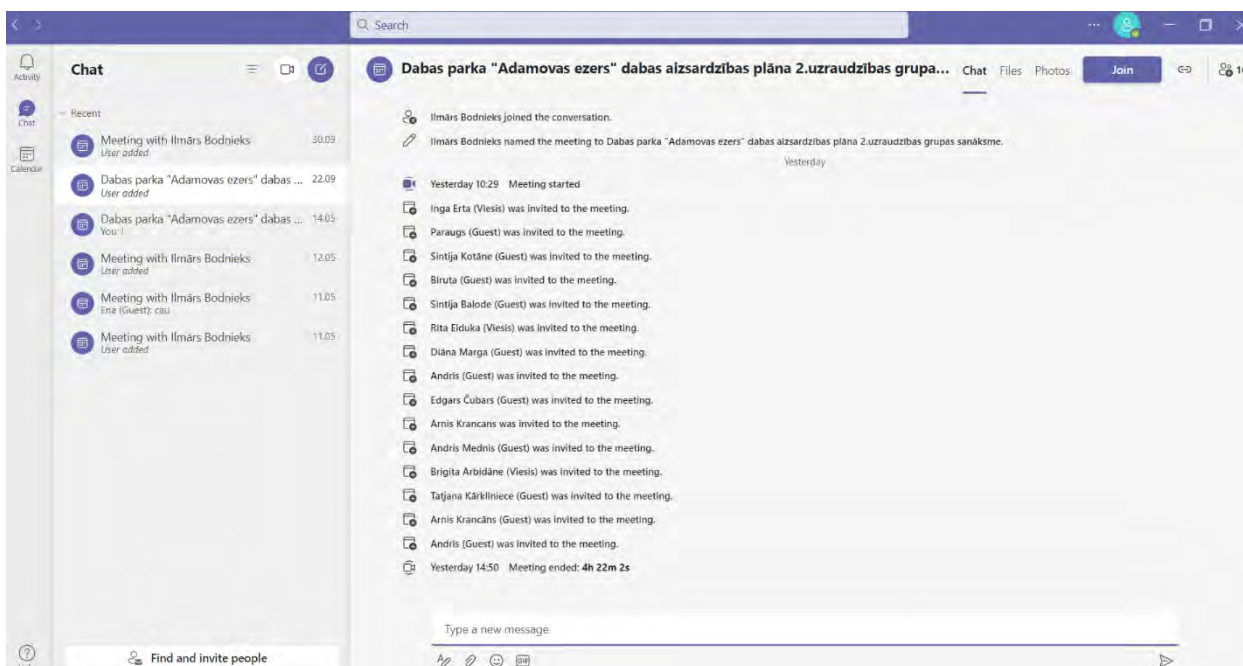 Search
Activity
Chat
Calendar
Chat
Recent
Meeting with Ilmārs Bodnieks 30.09
User added
Dabas parka "Adamovas ezers" dabas ... 22.09
User added
Dabas parka "Adamovas ezers" dabas ... 14.05
You: l
Meeting with Ilmārs Bodnieks 12.05
User added
Meeting with Ilmārs Bodnieks 11.05
Ena (Guest): cau
Meeting with Ilmārs Bodnieks 11.05
User added
Find and invite people
Dabas parka "Adamovas ezers" dabas aizsardzības plāna 2.uzraudzības grupa... Chat Files Photos Join
Ilmārs Bodnieks joined the conversation.
Ilmārs Bodnieks named the meeting to Dabas parka "Adamovas ezers" dabas aizsardzības plāna 2.uzraudzības grupas sanāksme.
Yesterday
Yesterday 10:29 Meeting started
Inga Erta (Viesis) was invited to the meeting.
Paraugs (Guest) was invited to the meeting.
Sintija Kotāne (Guest) was invited to the meeting.
Biruta (Guest) was invited to the meeting.
Sintija Balode (Guest) was invited to the meeting.
Rita Eiduka (Viesis) was invited to the meeting.
Diāna Marga (Guest) was invited to the meeting.
Andris (Guest) was invited to the meeting.
Edgars Čubars (Guest) was invited to the meeting.
Arnis Krancans was invited to the meeting.
Andris Mednis (Guest) was invited to the meeting.
Brigita Arbidāne (Viesis) was invited to the meeting.
Tatjana Kārkliniece (Guest) was invited to the meeting.
Arnis Krancāns (Guest) was invited to the meeting.
Andris (Guest) was invited to the meeting.
Yesterday 14:50 Meeting ended: 4h 22m 2s
Type a new message
GIF